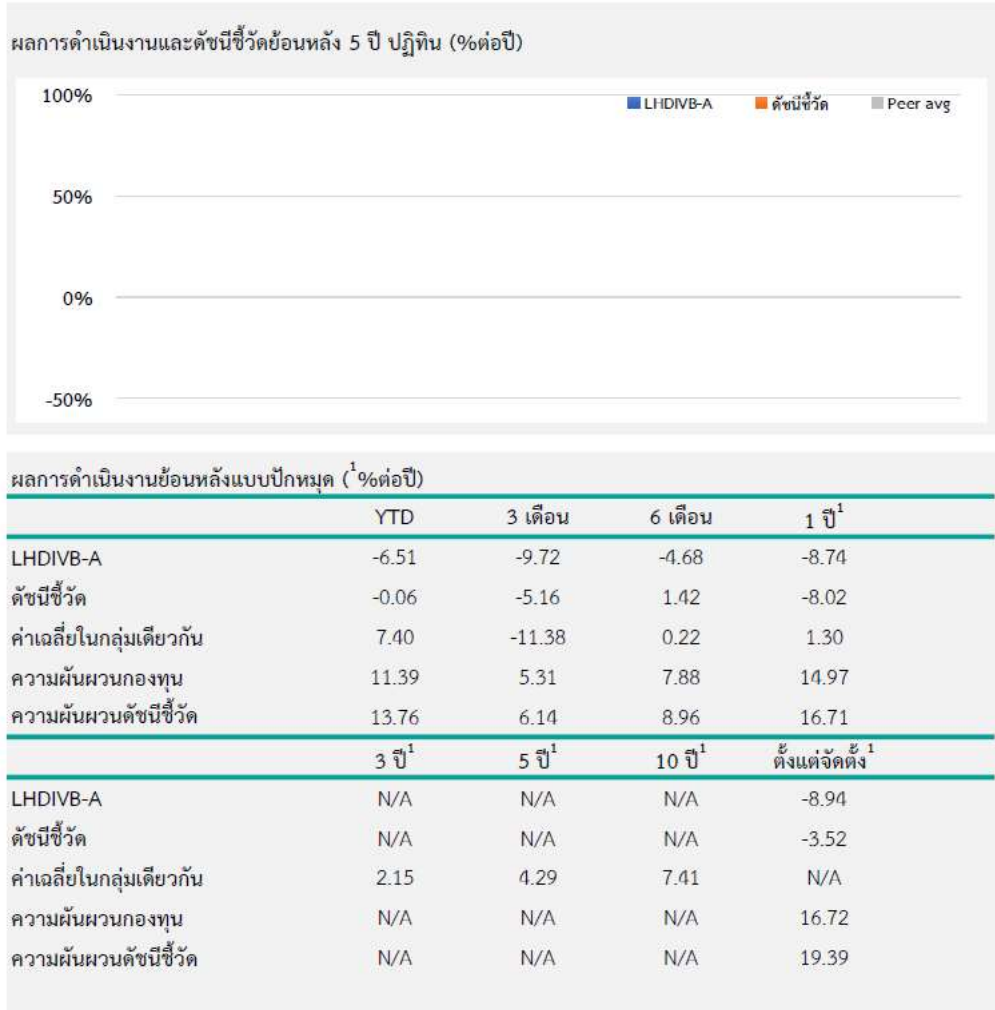 ผลการดำเนินงานและดัชนีชี้วัดย้อนหลัง 5 ปี ปฏิทิน (%ต่อปี)
100%
LHDIVB-A ดัชนีชี้วัด Peer avg
50%
0%
-50%
ผลการดำเนินงานย้อนหลังแบบปักหมุด (¹%ต่อปี)
YTD 3 เดือน 6 เดือน 1 ปี¹
LHDIVB-A -6.51 -9.72 -4.68 -8.74
ดัชนีชี้วัด -0.06 -5.16 1.42 -8.02
ค่าเฉลี่ยในกลุ่มเดียวกัน 7.40 -11.38 0.22 1.30
ความผันผวนกองทุน 11.39 5.31 7.88 14.97
ความผันผวนดัชนีชี้วัด 13.76 6.14 8.96 16.71
3 ปี¹ 5 ปี¹ 10 ปี¹ ตั้งแต่จัดตั้ง¹
LHDIVB-A N/A N/A N/A -8.94
ดัชนีชี้วัด N/A N/A N/A -3.52
ค่าเฉลี่ยในกลุ่มเดียวกัน 2.15 4.29 7.41 N/A
ความผันผวนกองทุน N/A N/A N/A 16.72
ความผันผวนดัชนีชี้วัด N/A N/A N/A 19.39